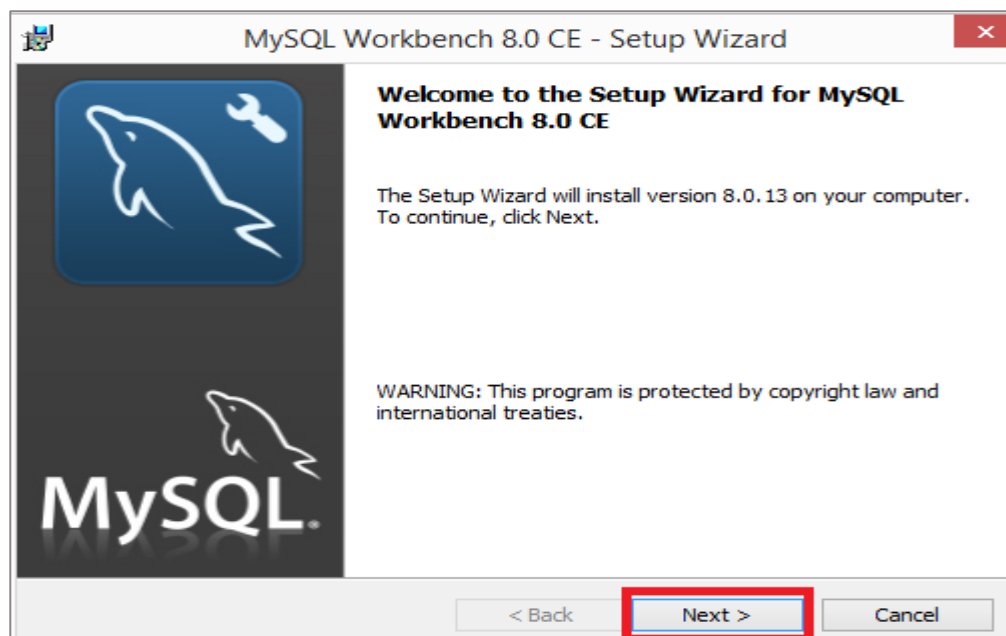 MySQL Workbench 8.0 CE - Setup Wizard
Welcome to the Setup Wizard for MySQL
Workbench 8.0 CE
The Setup Wizard will install version 8.0.13 on your computer.
To continue, click Next.
WARNING: This program is protected by copyright law and
international treaties.
MySQL®
< Back
Next >
Cancel